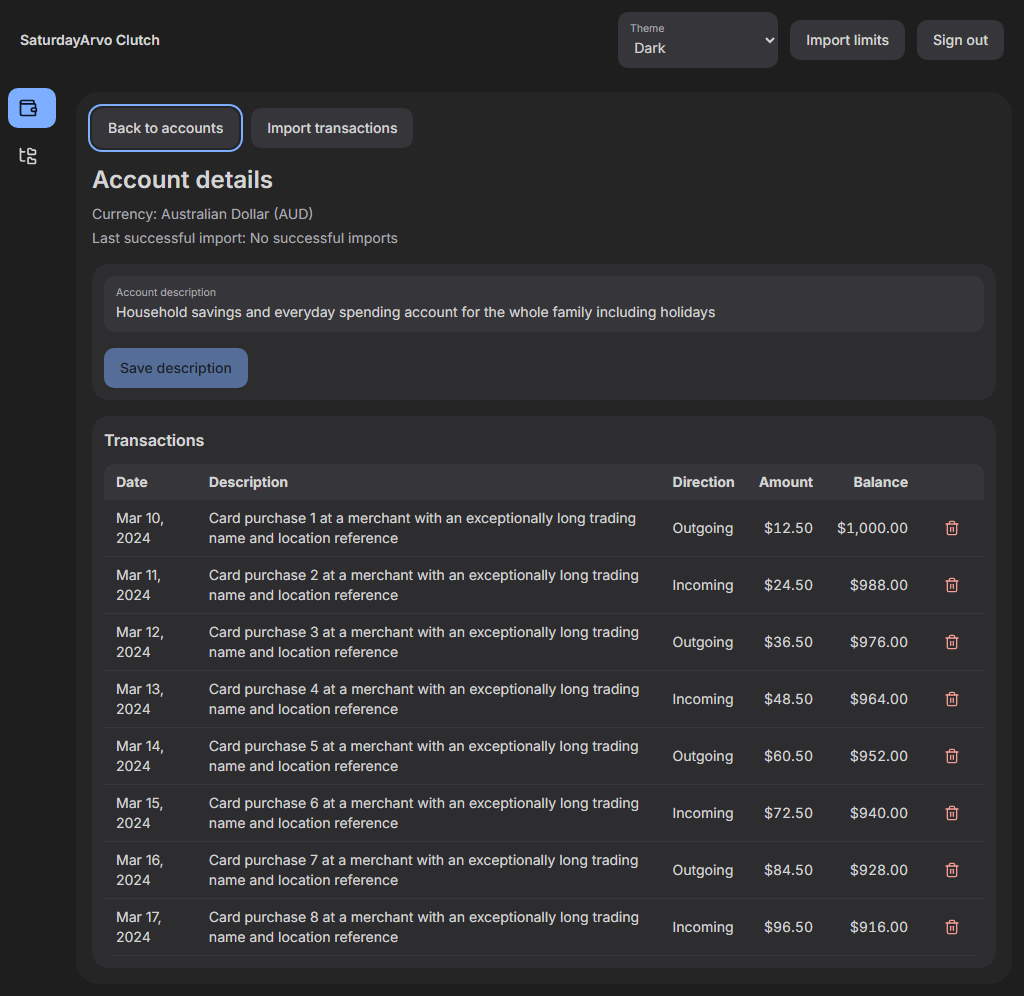 SaturdayArvo Clutch
Theme
Dark
Import limits
Sign out
Back to accounts
Import transactions
Account details
Currency: Australian Dollar (AUD)
Last successful import: No successful imports
Account description
Household savings and everyday spending account for the whole family including holidays
Save description
Transactions
Date Description Direction Amount Balance
Mar 10, 2024 Card purchase 1 at a merchant with an exceptionally long trading name and location reference Outgoing $12.50 $1,000.00
Mar 11, 2024 Card purchase 2 at a merchant with an exceptionally long trading name and location reference Incoming $24.50 $988.00
Mar 12, 2024 Card purchase 3 at a merchant with an exceptionally long trading name and location reference Outgoing $36.50 $976.00
Mar 13, 2024 Card purchase 4 at a merchant with an exceptionally long trading name and location reference Incoming $48.50 $964.00
Mar 14, 2024 Card purchase 5 at a merchant with an exceptionally long trading name and location reference Outgoing $60.50 $952.00
Mar 15, 2024 Card purchase 6 at a merchant with an exceptionally long trading name and location reference Incoming $72.50 $940.00
Mar 16, 2024 Card purchase 7 at a merchant with an exceptionally long trading name and location reference Outgoing $84.50 $928.00
Mar 17, 2024 Card purchase 8 at a merchant with an exceptionally long trading name and location reference Incoming $96.50 $916.00